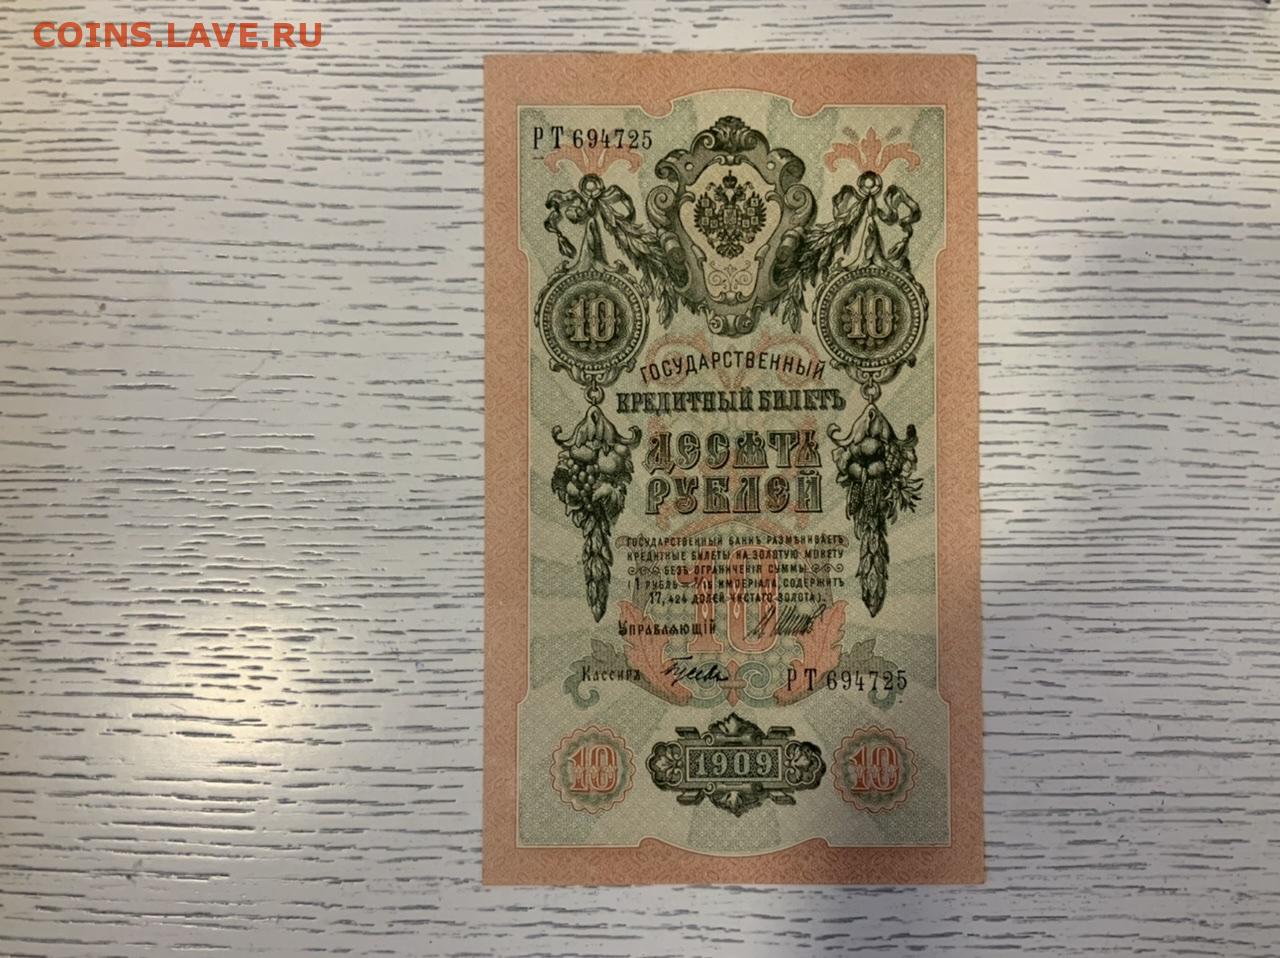 COINS.LAVE.RU
РТ 694725
10 10
ГОСУДАРСТВЕННЫЙ
КРЕДИТНЫЙ БИЛЕТЪ
ДЕСЯТЬ
РУБЛЕЙ
ГОСУДАРСТВЕННЫЙ БАНКЪ РАЗМѢНИВАЕТЪ
КРЕДИТНЫЕ БИЛЕТЫ НА ЗОЛОТУЮ МОНЕТУ
БЕЗЪ ОГРАНИЧЕНІЯ СУММЫ
(1 РУБЛЬ = 1/15 ИМПЕРІАЛА, СОДЕРЖИТЪ
17,424 ДОЛЕЙ ЧИСТАГО ЗОЛОТА).
10
УПРАВЛЯЮЩІЙ
Кассиръ
РТ 694725
10 1909 10